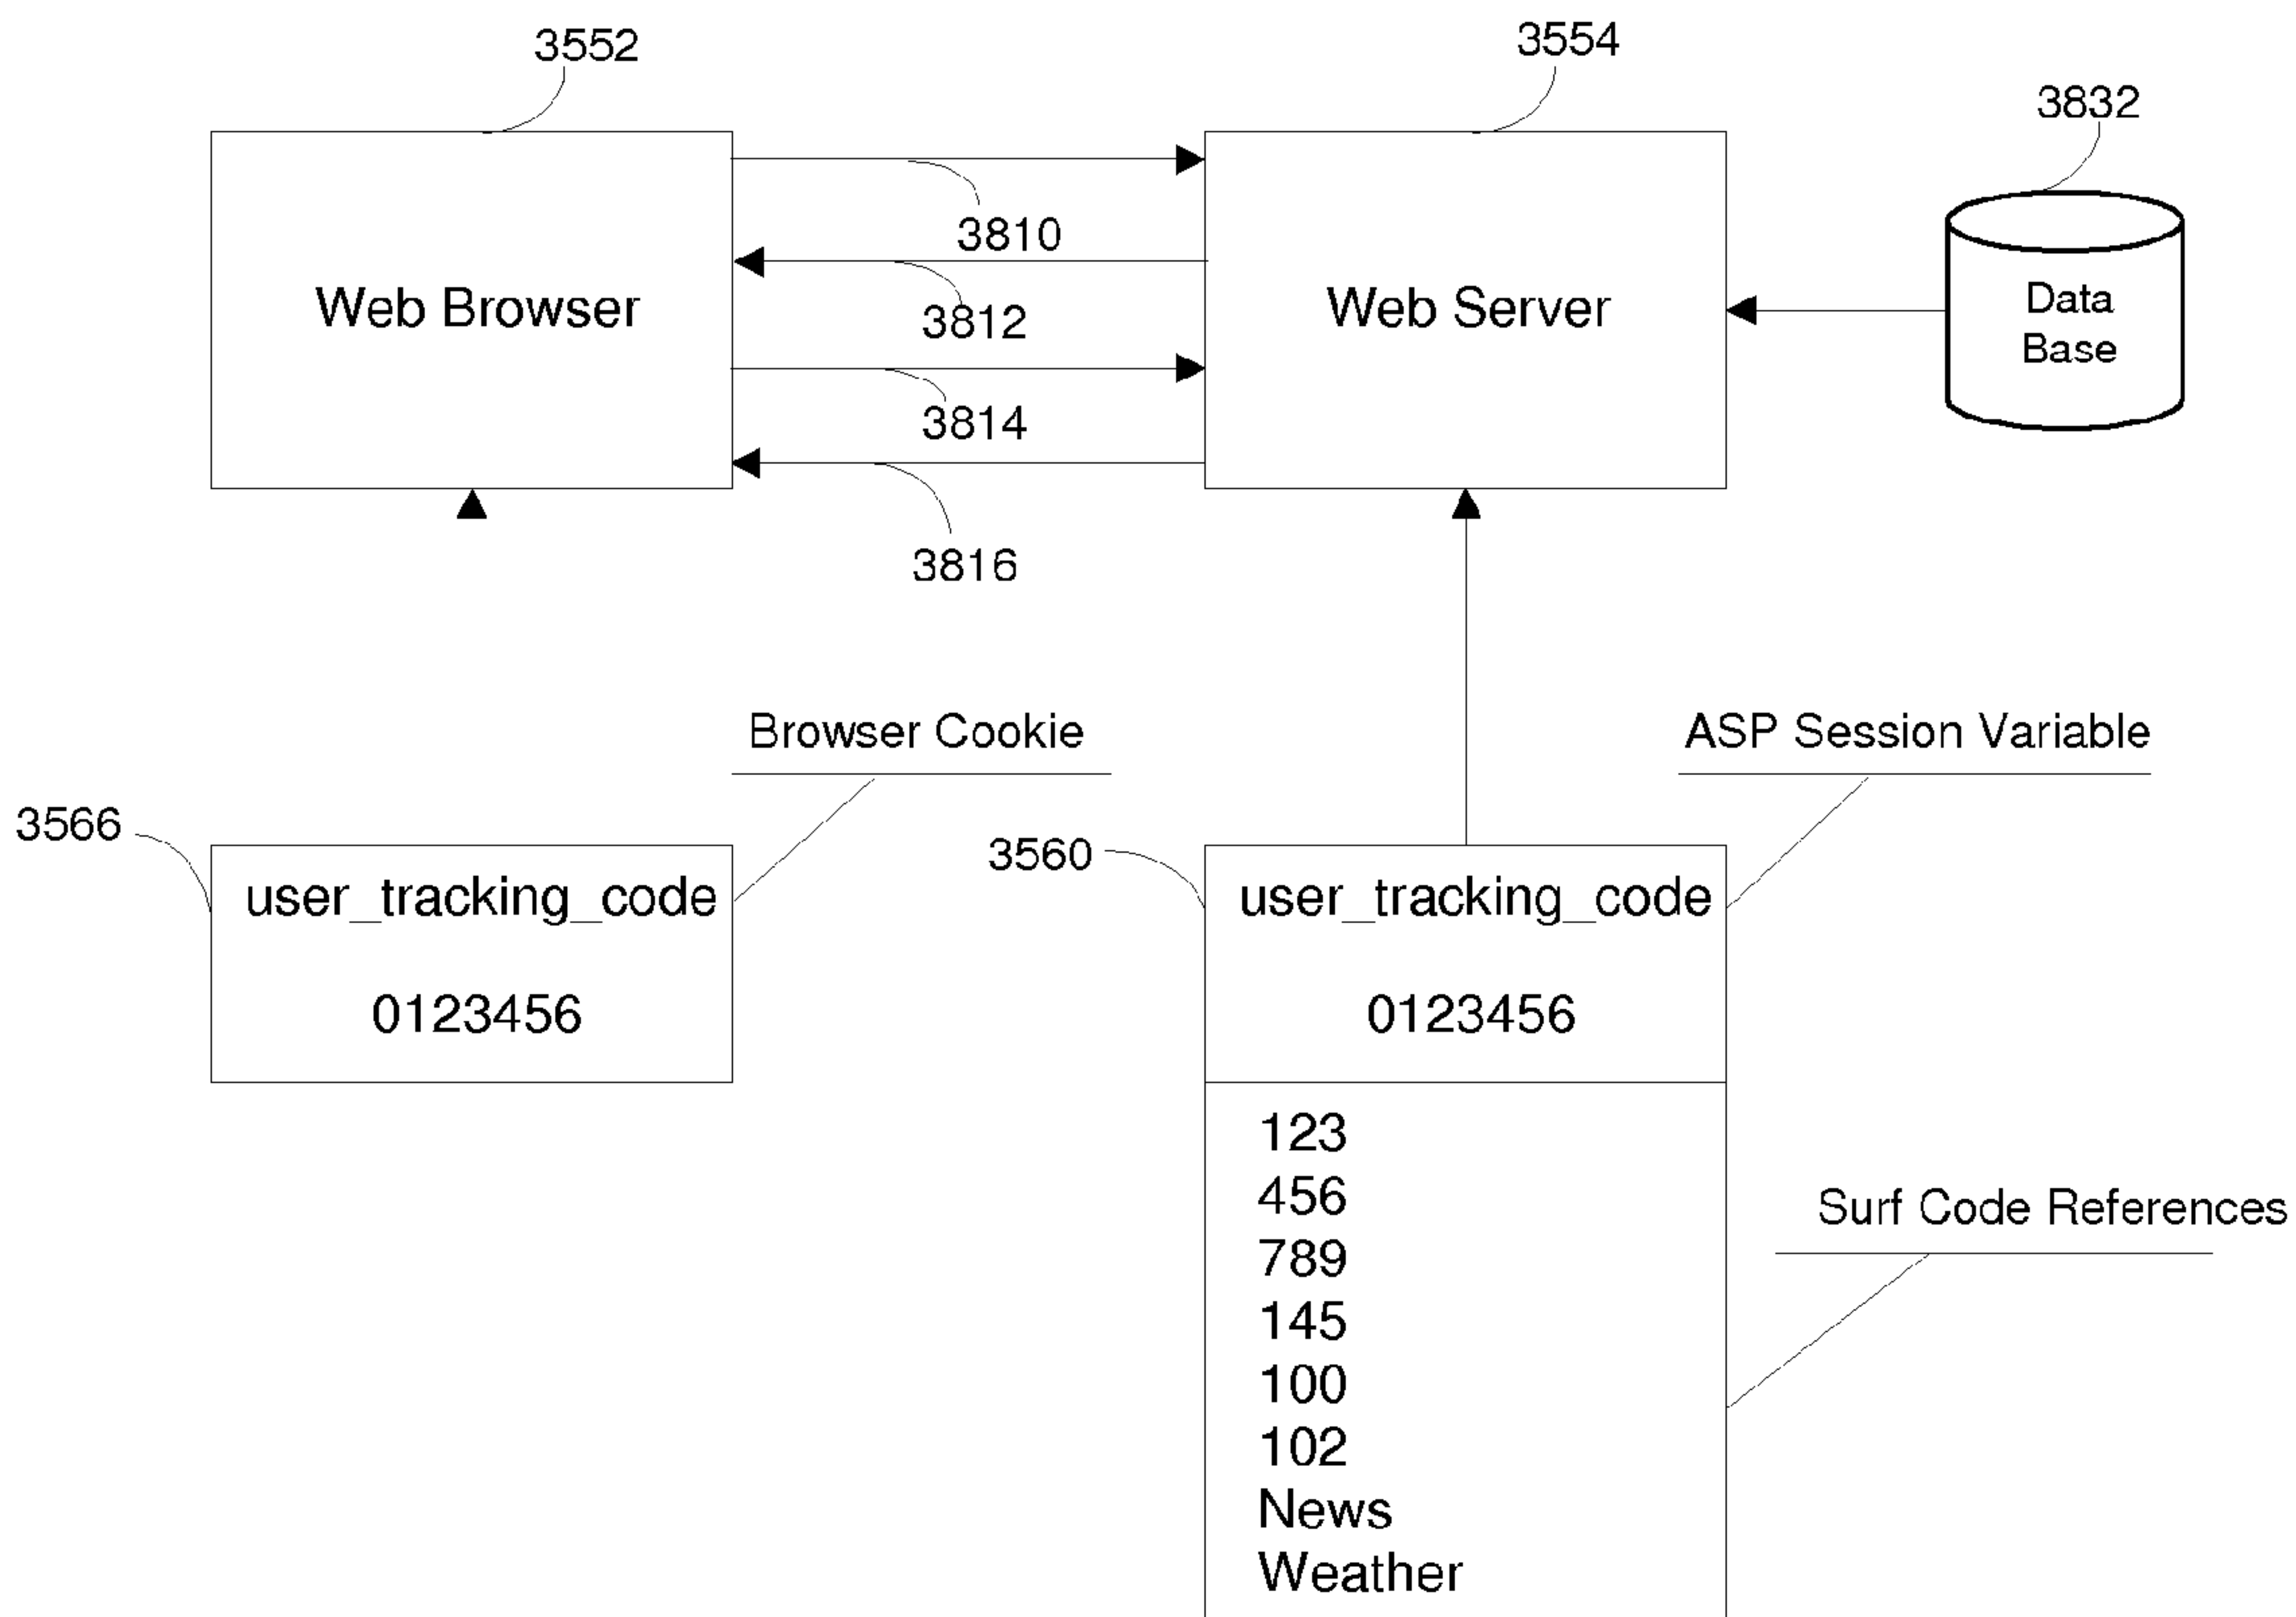 3552
3554
3832
3810
Web Browser
Web Server
Data
Base
3812
3814
3816
Browser Cookie
ASP Session Variable
3566
3560
user_tracking_code
0123456
user_tracking_code
0123456
123
456
789
145
100
102
News
Weather
Surf Code References